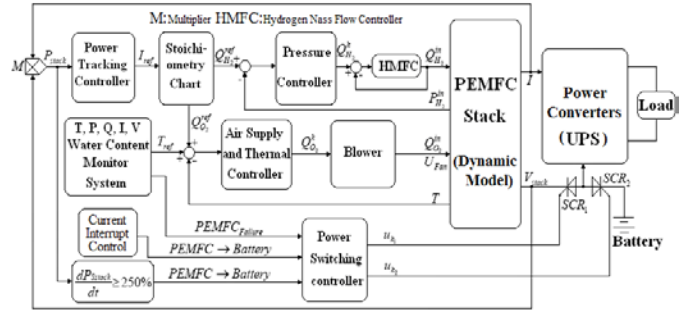 M:Multiplier HMFC:Hydrogen Nass Flow Controller
M
P_stack
Power
Tracking
Controller
I_ref
Stoichi-
ometry
Chart
Q_H₂^ref
Pressure
Controller
Q_H₂^k
HMFC
Q_H₂^in
P_H₂^in
PEMFC
Stack
(Dynamic
Model)
I
Power
Converters
(UPS)
Load
Q_O₂^ref
T, P, Q, I, V
Water Content
Monitor
System
T_ref
Air Supply
and Thermal
Controller
Q_O₂^k
Blower
Q_O₂^in
U_Fan
T
V_stack
SCR₁
SCR₂
Battery
Current
Interrupt
Control
PEMFC_Failure
PEMFC → Battery
PEMFC → Battery
Power
Switching
controller
u_b₁
u_b₂
dP_Stack/dt ≥ 250%